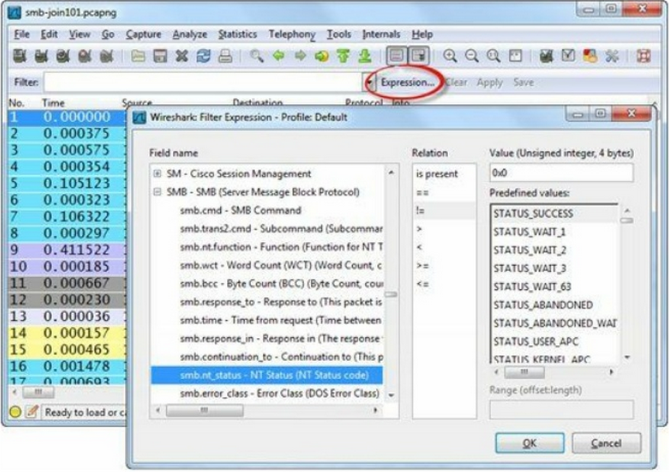 smb-join101.pcapng
File Edit View Go Capture Analyze Statistics Telephony Tools Internals Help
Filter: Expression... Clear Apply Save
No. Time Source Destination Protocol Info
1 0.000000
2 0.000375
3 0.000575
4 0.000354
5 0.105123
6 0.000323
7 0.106322
8 0.000297
9 0.411522
10 0.000185
11 0.000667
12 0.000230
13 0.000036
14 0.000157
15 0.000465
16 0.001478
17 0.000693
Ready to load or c
Wireshark: Filter Expression - Profile: Default
Field name
SM - Cisco Session Management
SMB - SMB (Server Message Block Protocol)
smb.cmd - SMB Command
smb.trans2.cmd - Subcommand (Subcommar
smb.nt.function - Function (Function for NT T
smb.wct - Word Count (WCT) (Word Count, c
smb.bcc - Byte Count (BCC) (Byte Count, cour
smb.response_to - Response to (This packet is
smb.time - Time from request (Time between
smb.response_in - Response in (The response
smb.continuation_to - Continuation to (This p
smb.nt_status - NT Status (NT Status code)
smb.error_class - Error Class (DOS Error Class)
Relation
is present
==
!=
>
<
>=
<=
Value (Unsigned integer, 4 bytes)
0x0
Predefined values:
STATUS_SUCCESS
STATUS_WAIT_1
STATUS_WAIT_2
STATUS_WAIT_3
STATUS_WAIT_63
STATUS_ABANDONED
STATUS_ABANDONED_WAI
STATUS_USER_APC
STATUS_KERNEL_APC
Range (offset:length)
OK Cancel